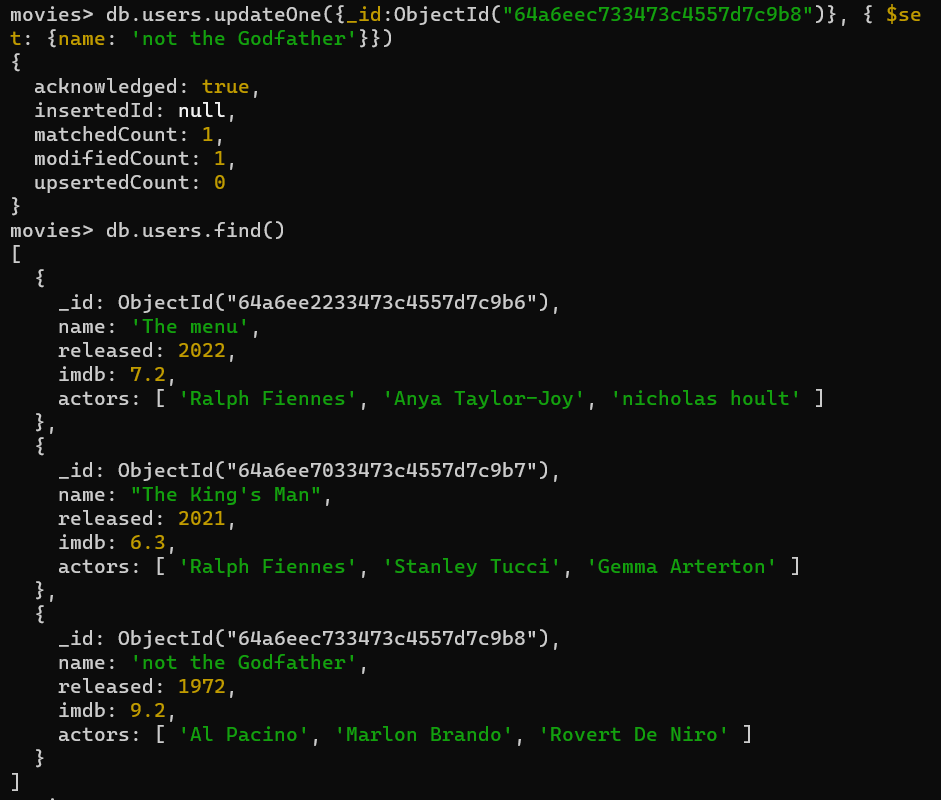 movies> db.users.updateOne({_id:ObjectId("64a6eec733473c4557d7c9b8")}, { $se
t: {name: 'not the Godfather'}})
{
  acknowledged: true,
  insertedId: null,
  matchedCount: 1,
  modifiedCount: 1,
  upsertedCount: 0
}
movies> db.users.find()
[
  {
    _id: ObjectId("64a6ee2233473c4557d7c9b6"),
    name: 'The menu',
    released: 2022,
    imdb: 7.2,
    actors: [ 'Ralph Fiennes', 'Anya Taylor-Joy', 'nicholas hoult' ]
  },
  {
    _id: ObjectId("64a6ee7033473c4557d7c9b7"),
    name: "The King's Man",
    released: 2021,
    imdb: 6.3,
    actors: [ 'Ralph Fiennes', 'Stanley Tucci', 'Gemma Arterton' ]
  },
  {
    _id: ObjectId("64a6eec733473c4557d7c9b8"),
    name: 'not the Godfather',
    released: 1972,
    imdb: 9.2,
    actors: [ 'Al Pacino', 'Marlon Brando', 'Rovert De Niro' ]
  }
]